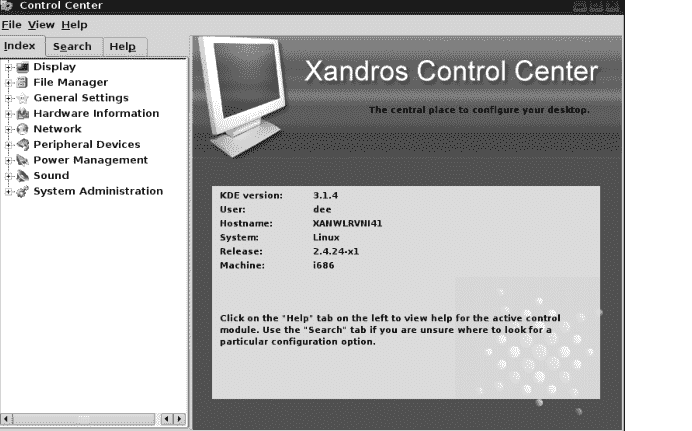 Control Center
File View Help
Index Search Help
Display
File Manager
General Settings
Hardware Information
Network
Peripheral Devices
Power Management
Sound
System Administration
Xandros Control Center
The central place to configure your desktop.
KDE version: 3.1.4
User: dee
Hostname: XANWLRVNI41
System: Linux
Release: 2.4.24-x1
Machine: i686
Click on the "Help" tab on the left to view help for the active control
module. Use the "Search" tab if you are unsure where to look for a
particular configuration option.